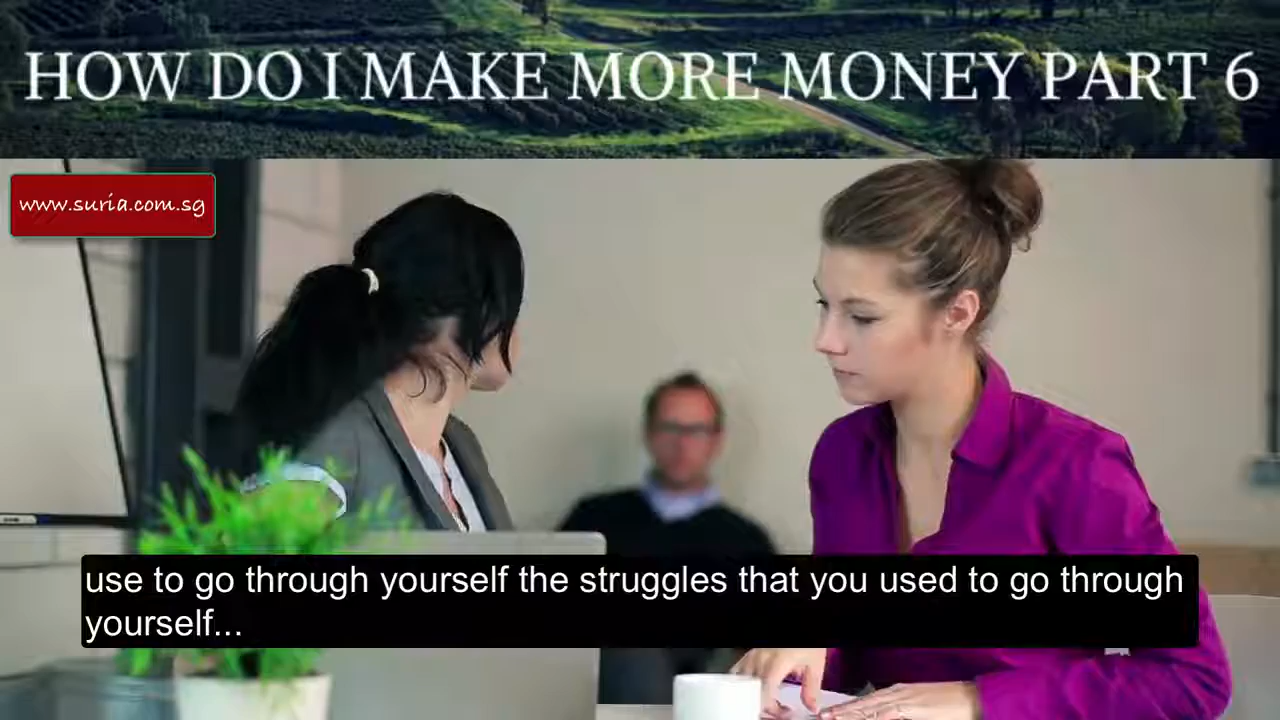 HOW DO I MAKE MORE MONEY PART 6
www.suria.com.sg
use to go through yourself the struggles that you used to go through
yourself...